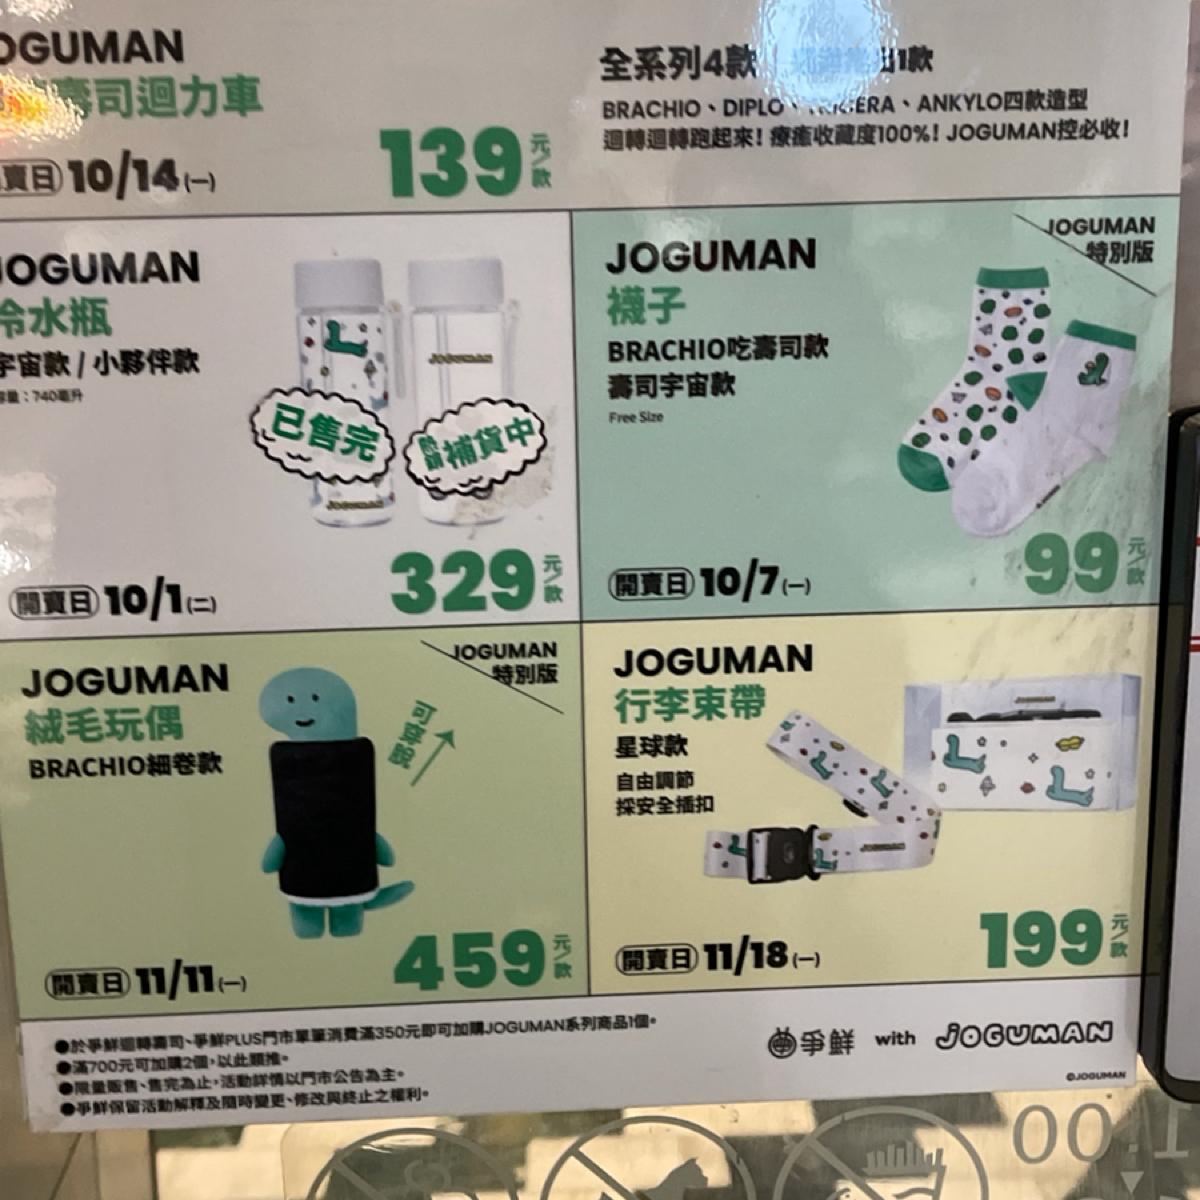 JOGUMAN
壽司迴力車
賣日 10/14(一)
139元/款
全系列4款
出1款
BRACHIO、DIPLO、TRICERA、ANKYLO四款造型
迴轉迴轉跑起來!療癒收藏度100%!JOGUMAN控必收!
JOGUMAN
冷水瓶
宇宙款/小夥伴款
容量:740毫升
JOGUMAN
JOGUMAN
已售完
補貨中
開賣日 10/1(二)
329元/款
JOGUMAN
特別版
JOGUMAN
襪子
BRACHIO吃壽司款
壽司宇宙款
Free Size
開賣日 10/7(一)
99元/款
JOGUMAN
特別版
JOGUMAN
絨毛玩偶
BRACHIO細卷款
可穿脫
開賣日 11/11(一)
459元/款
JOGUMAN
行李束帶
星球款
自由調節
採安全插扣
JOGUMAN
開賣日 11/18(一)
199元/款
●於爭鮮迴轉壽司、爭鮮PLUS門市單筆消費滿350元即可加購JOGUMAN系列商品1個。
●滿700元可加購2個,以此類推。
●限量販售、售完為止,活動詳情以門市公告為主。
●爭鮮保留活動解釋及隨時變更、修改與終止之權利。
爭鮮 with JOGUMAN
©JOGUMAN